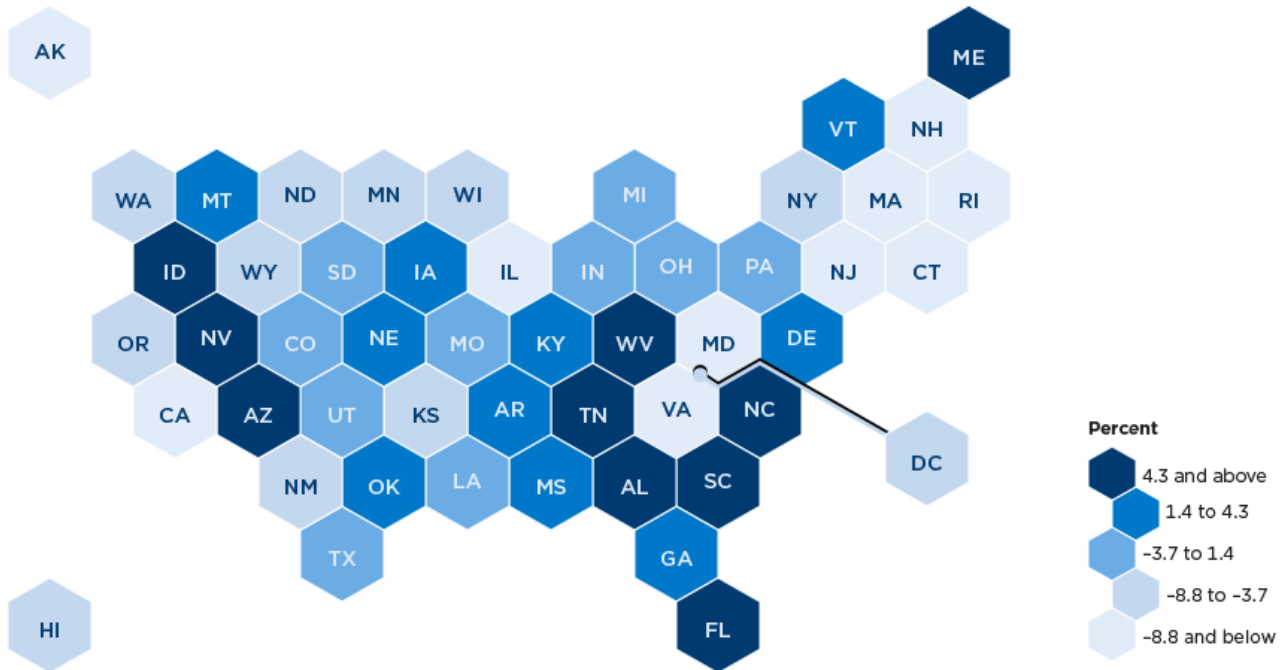 AK
ME
VT NH
WA MT ND MN WI MI NY MA RI
ID WY SD IA IL IN OH PA NJ CT
OR NV CO NE MO KY WV MD DE
CA AZ UT KS AR TN VA NC
DC
NM OK LA MS AL SC
TX GA
HI FL
Percent
4.3 and above
1.4 to 4.3
–3.7 to 1.4
–8.8 to –3.7
–8.8 and below